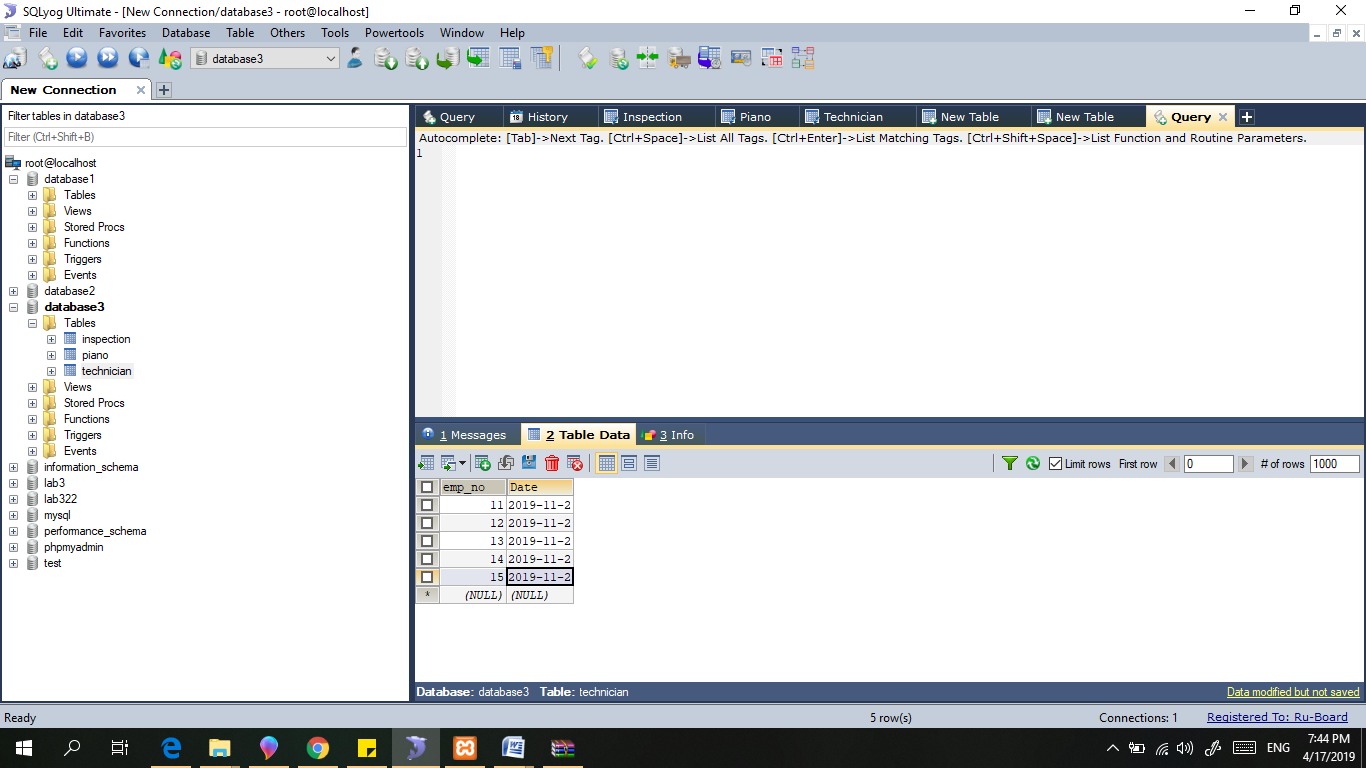 SQLyog Ultimate - [New Connection/database3 - root@localhost]
File Edit Favorites Database Table Others Tools Powertools Window Help
database3
New Connection
Filter tables in database3
Filter (Ctrl+Shift+B)
root@localhost
database1
Tables
Views
Stored Procs
Functions
Triggers
Events
database2
database3
Tables
inspection
piano
technician
Views
Stored Procs
Functions
Triggers
Events
information_schema
lab3
lab322
mysql
performance_schema
phpmyadmin
test
Query History Inspection Piano Technician New Table New Table Query
Autocomplete: [Tab]->Next Tag. [Ctrl+Space]->List All Tags. [Ctrl+Enter]->List Matching Tags. [Ctrl+Shift+Space]->List Function and Routine Parameters.
1
1 Messages 2 Table Data 3 Info
Limit rows First row 0 # of rows 1000
emp_no Date
11 2019-11-2
12 2019-11-2
13 2019-11-2
14 2019-11-2
15 2019-11-2
* (NULL) (NULL)
Database: database3 Table: technician Data modified but not saved
Ready 5 row(s) Connections: 1 Registered To: Ru-Board
ENG 7:44 PM
4/17/2019